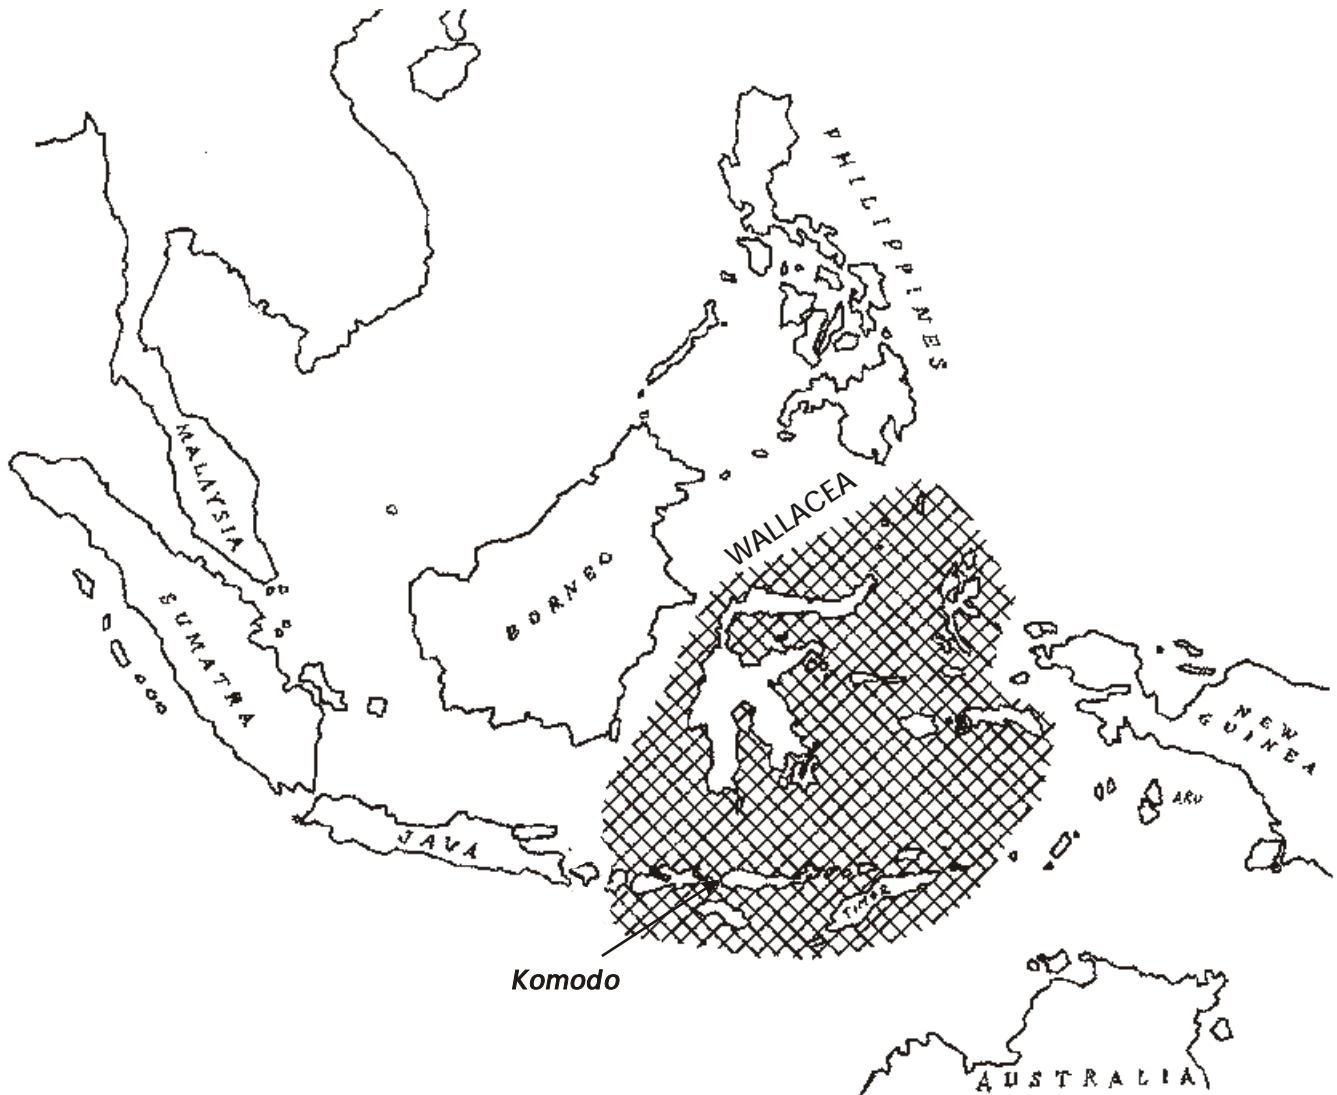 PHILIPPINES
MALAYSIA
WALLACEA
BORNEO
SUMATRA
NEW
GUINEA
ARU
JAVA
TIMOR
Komodo
AUSTRALIA